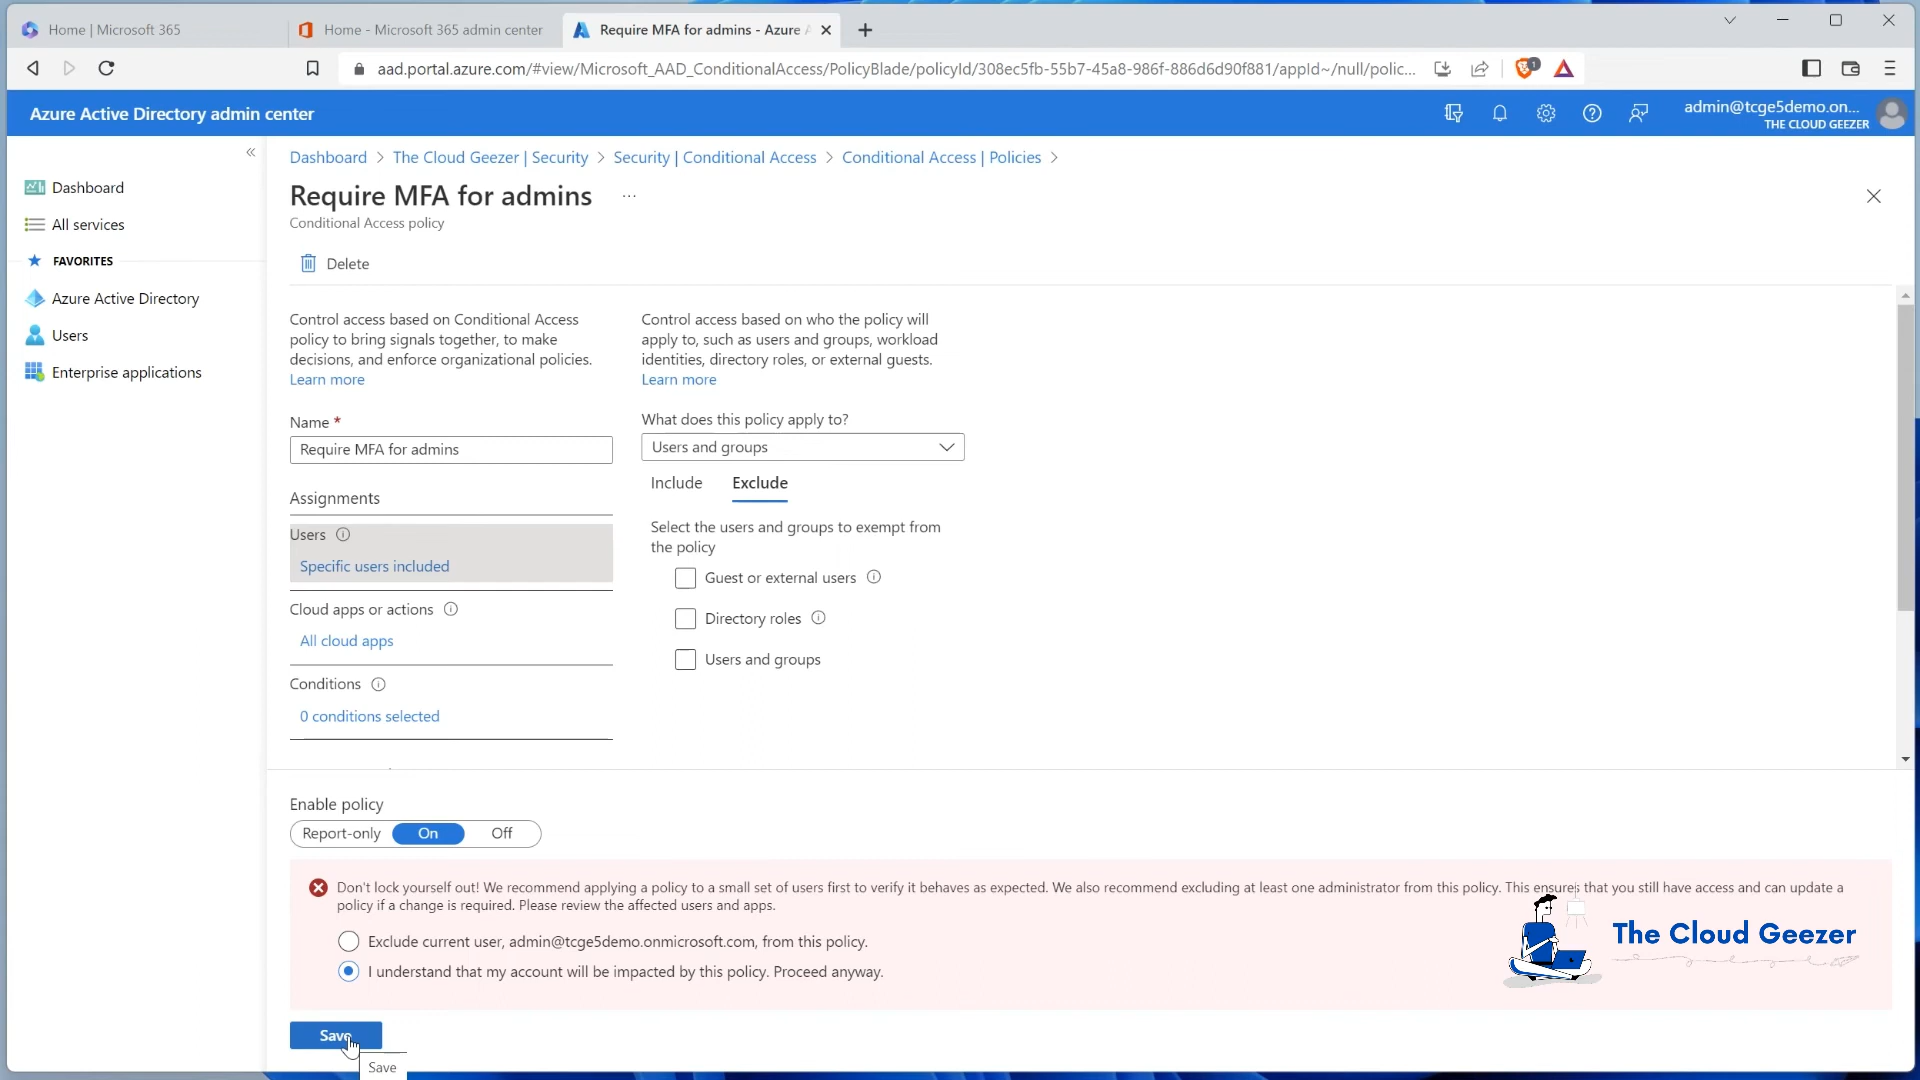 Home | Microsoft 365
Home - Microsoft 365 admin center
Require MFA for admins - Azure A
aad.portal.azure.com/#view/Microsoft_AAD_ConditionalAccess/PolicyBlade/policyId/308ec5fb-55b7-45a8-986f-886d6d90f881/appId~/null/polic...
1
Azure Active Directory admin center
admin@tcge5demo.on...
THE CLOUD GEEZER
Dashboard > The Cloud Geezer | Security > Security | Conditional Access > Conditional Access | Policies >
Dashboard
All services
FAVORITES
Azure Active Directory
Users
Enterprise applications
Require MFA for admins ...
Conditional Access policy
Delete
Control access based on Conditional Access
policy to bring signals together, to make
decisions, and enforce organizational policies.
Learn more
Name *
Require MFA for admins
Assignments
Users
Specific users included
Cloud apps or actions
All cloud apps
Conditions
0 conditions selected
Control access based on who the policy will
apply to, such as users and groups, workload
identities, directory roles, or external guests.
Learn more
What does this policy apply to?
Users and groups
Include Exclude
Select the users and groups to exempt from
the policy
Guest or external users
Directory roles
Users and groups
Enable policy
Report-only On Off
Don't lock yourself out! We recommend applying a policy to a small set of users first to verify it behaves as expected. We also recommend excluding at least one administrator from this policy. This ensures that you still have access and can update a
policy if a change is required. Please review the affected users and apps.
Exclude current user, admin@tcge5demo.onmicrosoft.com, from this policy.
I understand that my account will be impacted by this policy. Proceed anyway.
The Cloud Geezer
Save
Save